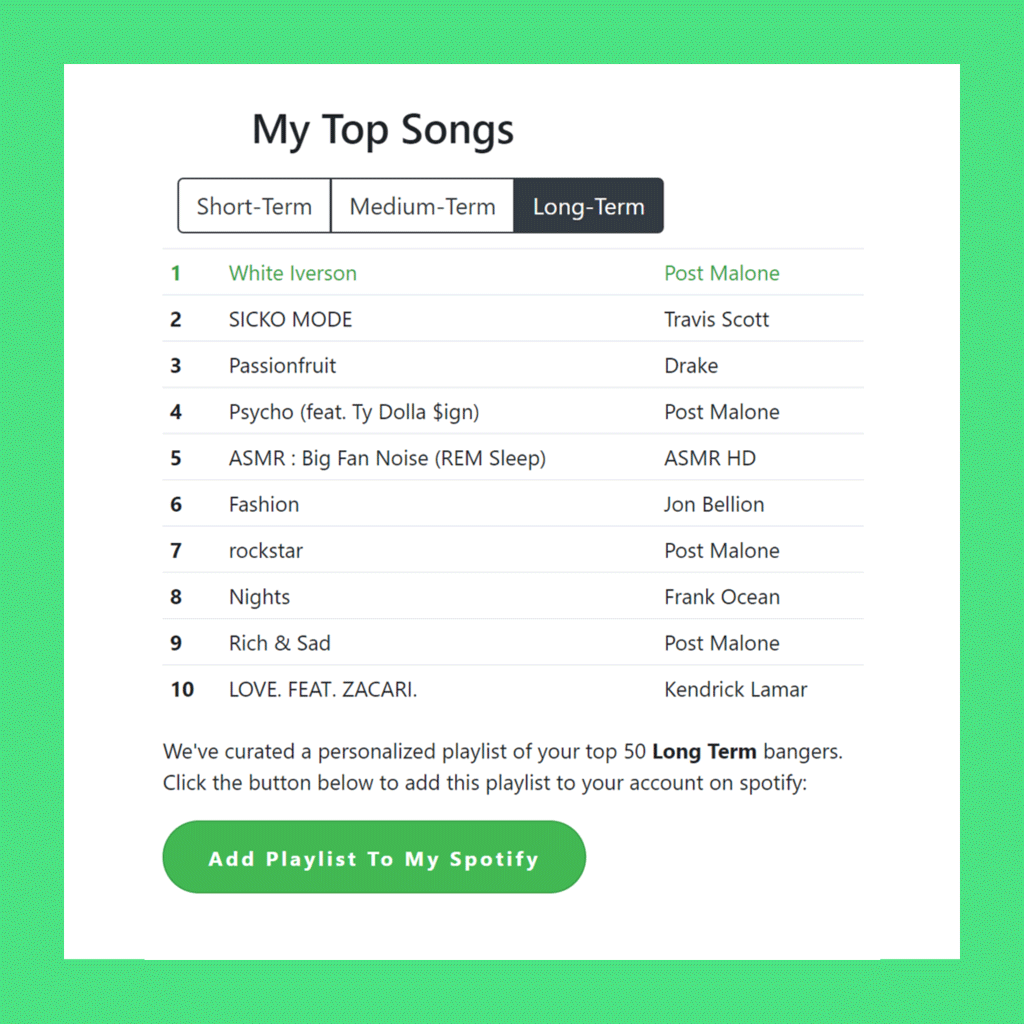 My Top Songs
Short-Term Medium-Term Long-Term
1 White Iverson Post Malone
2 SICKO MODE Travis Scott
3 Passionfruit Drake
4 Psycho (feat. Ty Dolla $ign) Post Malone
5 ASMR : Big Fan Noise (REM Sleep) ASMR HD
6 Fashion Jon Bellion
7 rockstar Post Malone
8 Nights Frank Ocean
9 Rich & Sad Post Malone
10 LOVE. FEAT. ZACARI. Kendrick Lamar
We've curated a personalized playlist of your top 50 Long Term bangers.
Click the button below to add this playlist to your account on spotify:
Add Playlist To My Spotify